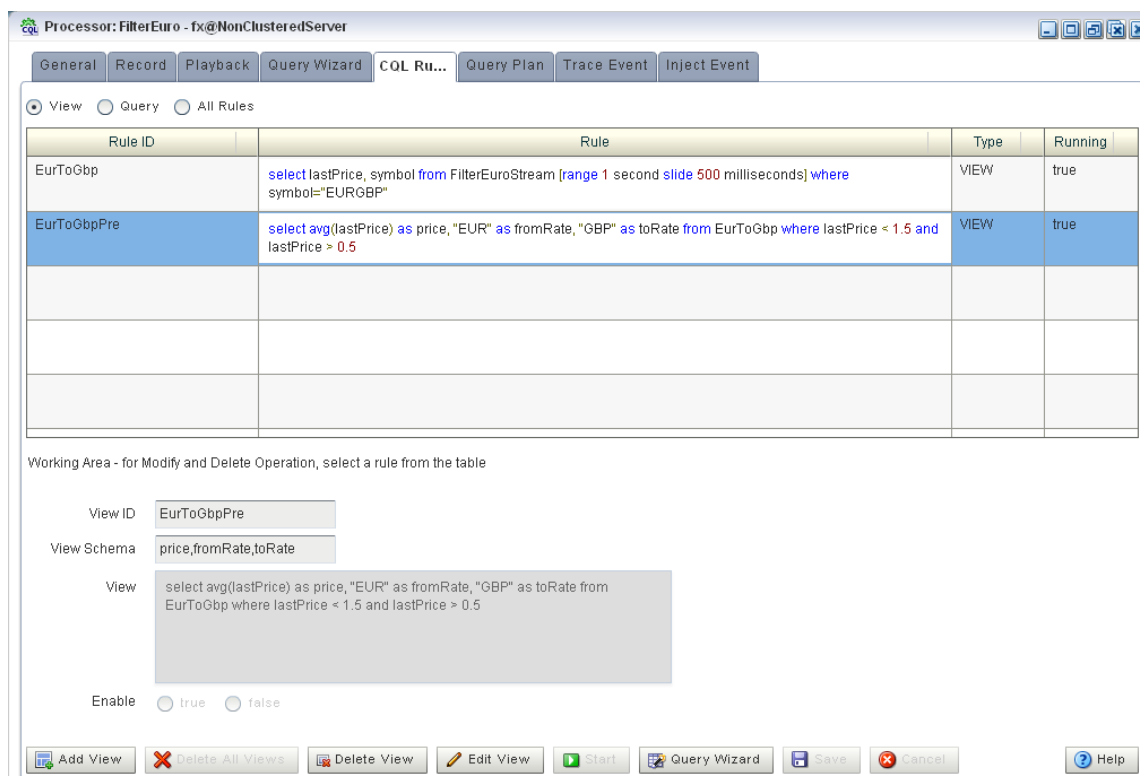 Processor: FilterEuro - fx@NonClusteredServer
General Record Playback Query Wizard CQL Ru... Query Plan Trace Event Inject Event
View Query All Rules
Rule ID Rule Type Running
EurToGbp select lastPrice, symbol from FilterEuroStream [range 1 second slide 500 milliseconds] where VIEW true
symbol="EURGBP"
EurToGbpPre select avg(lastPrice) as price, "EUR" as fromRate, "GBP" as toRate from EurToGbp where lastPrice < 1.5 and VIEW true
lastPrice > 0.5
Working Area - for Modify and Delete Operation, select a rule from the table
View ID EurToGbpPre
View Schema price,fromRate,toRate
View select avg(lastPrice) as price, "EUR" as fromRate, "GBP" as toRate from
EurToGbp where lastPrice < 1.5 and lastPrice > 0.5
Enable true false
Add View Delete All Views Delete View Edit View Start Query Wizard Save Cancel Help